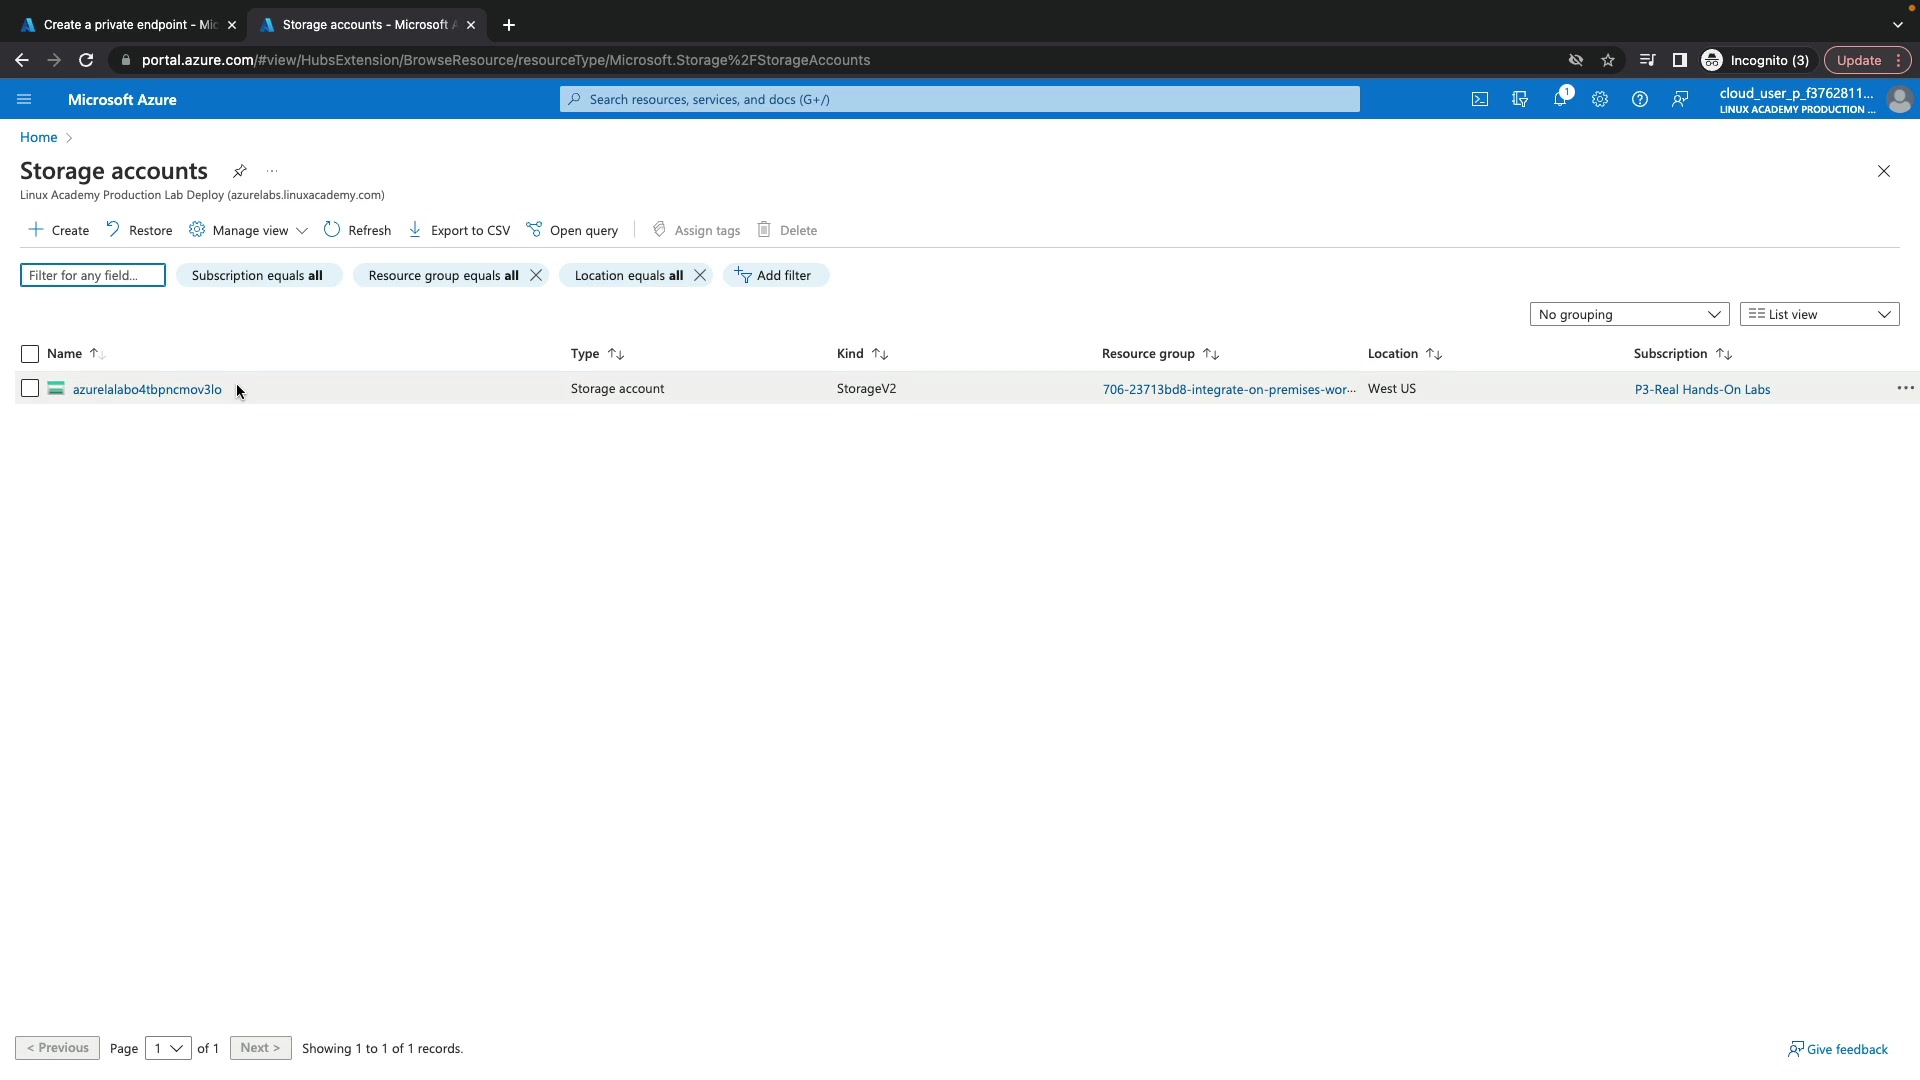 Create a private endpoint - Mic
Storage accounts - Microsoft A
portal.azure.com/#view/HubsExtension/BrowseResource/resourceType/Microsoft.Storage%2FStorageAccounts
Incognito (3)
Update
Microsoft Azure
Search resources, services, and docs (G+/)
1
cloud_user_p_f3762811...
LINUX ACADEMY PRODUCTION ...
Home
Storage accounts
...
Linux Academy Production Lab Deploy (azurelabs.linuxacademy.com)
Create
Restore
Manage view
Refresh
Export to CSV
Open query
Assign tags
Delete
Filter for any field...
Subscription equals all
Resource group equals all
Location equals all
Add filter
No grouping
List view
Name
Type
Kind
Resource group
Location
Subscription
azurelalabo4tbpncmov3lo
Storage account
StorageV2
706-23713bd8-integrate-on-premises-wor...
West US
P3-Real Hands-On Labs
...
< Previous
Page
1
of 1
Next >
Showing 1 to 1 of 1 records.
Give feedback